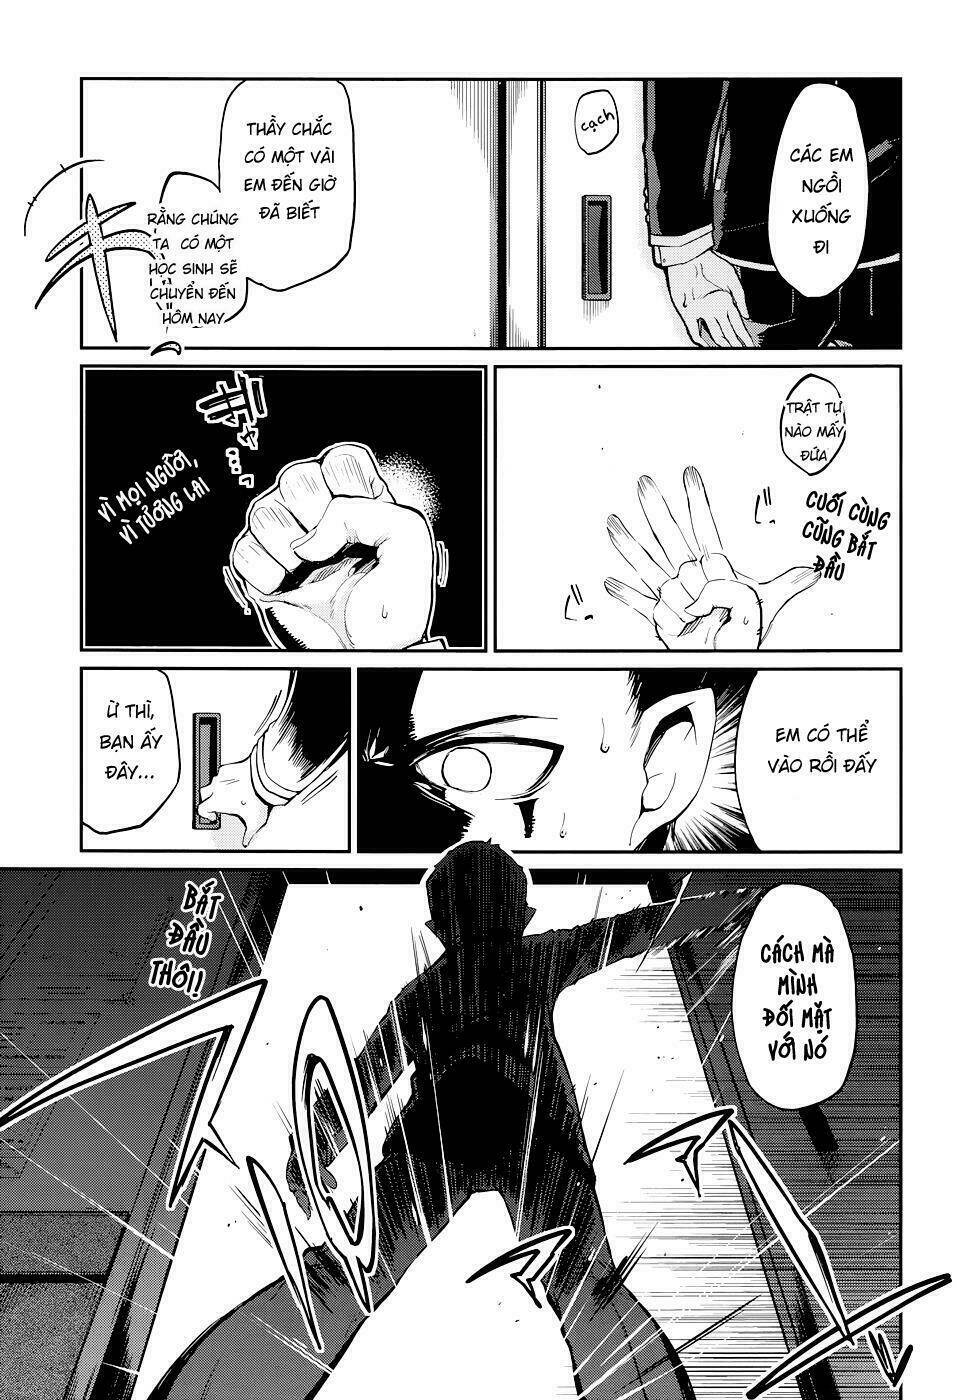 CÁC EM
NGỒI
XUỐNG
ĐI
cạch
THẦY CHẮC
CÓ MỘT VÀI
EM ĐẾN GIỜ
ĐÃ BIẾT
RẰNG CHÚNG
TA CÓ MỘT
HỌC SINH SẼ
CHUYỂN ĐẾN
HÔM NAY
TRẬT TỰ
NÀO MẤY
ĐỨA
CUỐI CÙNG
CŨNG BẮT
ĐẦU
VÌ MỌI NGƯỜI,
VÌ TƯƠNG LAI
EM CÓ THỂ
VÀO RỒI ĐẤY
Ừ THÌ,
BẠN ẤY
ĐÂY...
CÁCH MÀ
MÌNH
ĐỐI MẶT
VỚI NÓ
BẮT
ĐẦU
THÔI!